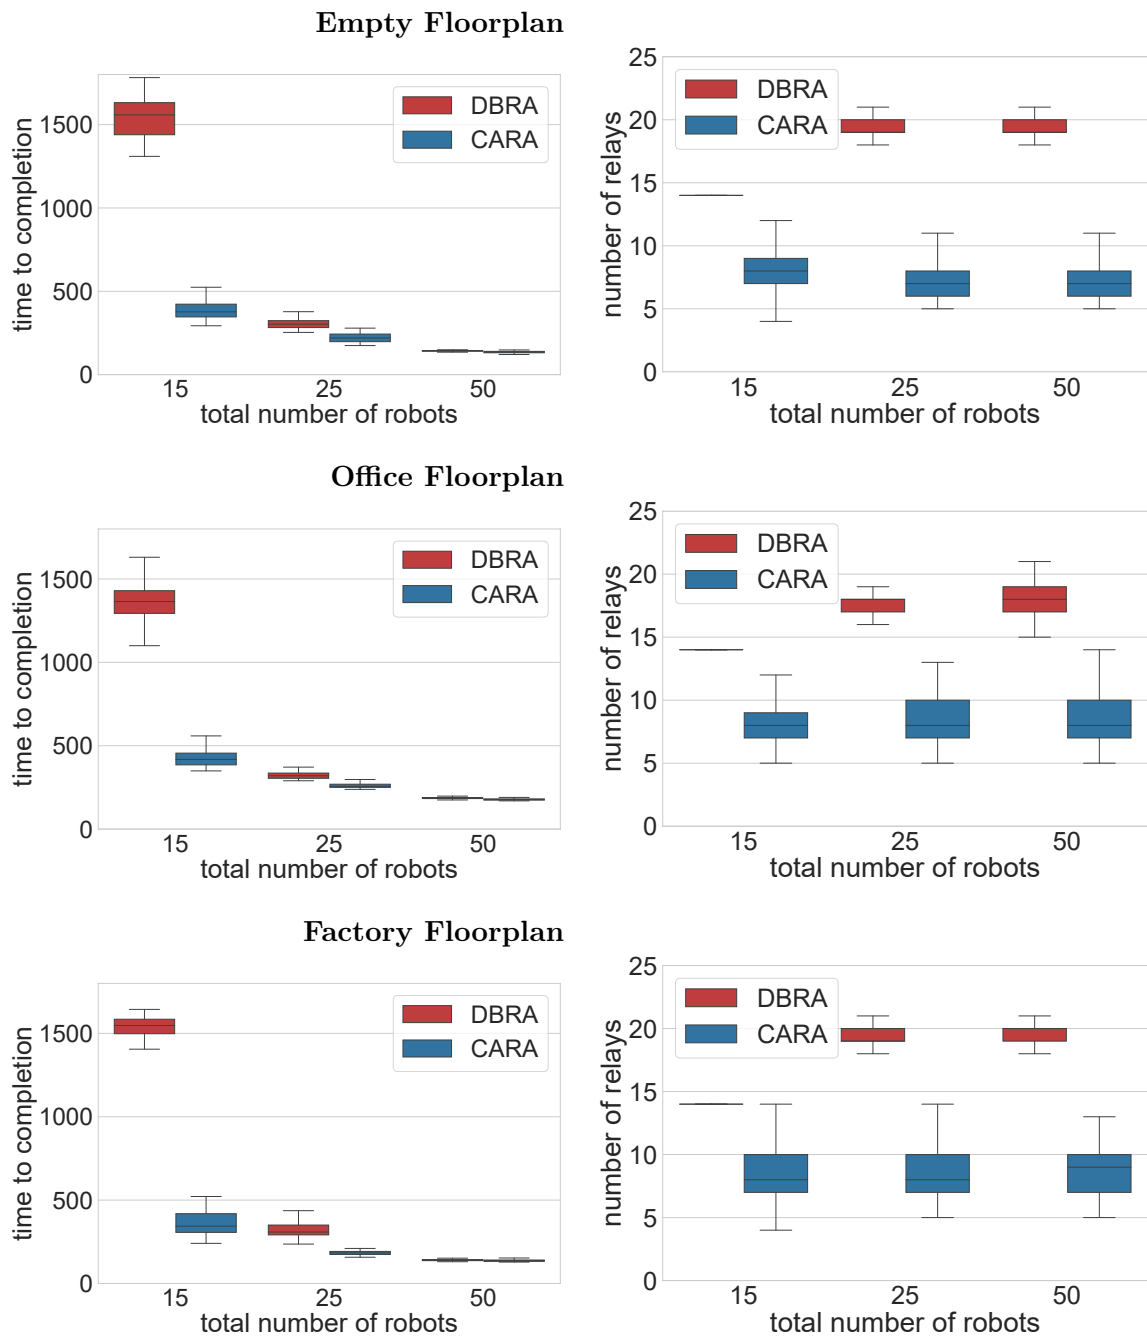 Empty Floorplan
time to completion
1500
1000
500
0
DBRA
CARA
15 25 50
total number of robots
number of relays
25
20
15
10
5
0
DBRA
CARA
15 25 50
total number of robots
Office Floorplan
time to completion
1500
1000
500
0
DBRA
CARA
15 25 50
total number of robots
number of relays
25
20
15
10
5
0
DBRA
CARA
15 25 50
total number of robots
Factory Floorplan
time to completion
1500
1000
500
0
DBRA
CARA
15 25 50
total number of robots
number of relays
25
20
15
10
5
0
DBRA
CARA
15 25 50
total number of robots